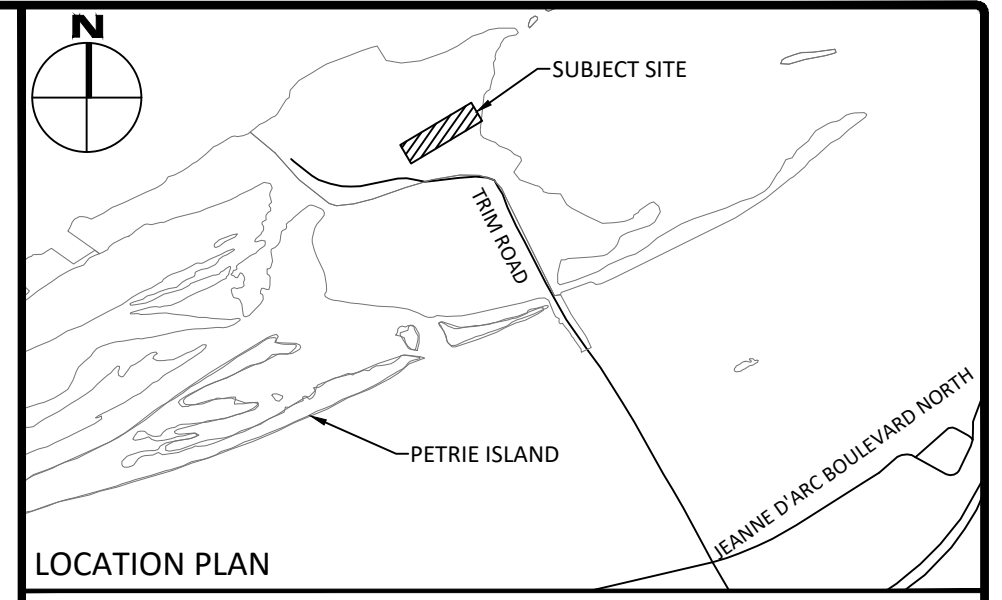 N
SUBJECT SITE
TRIM ROAD
PETRIE ISLAND
JEANNE D'ARC BOULEVARD NORTH
LOCATION PLAN